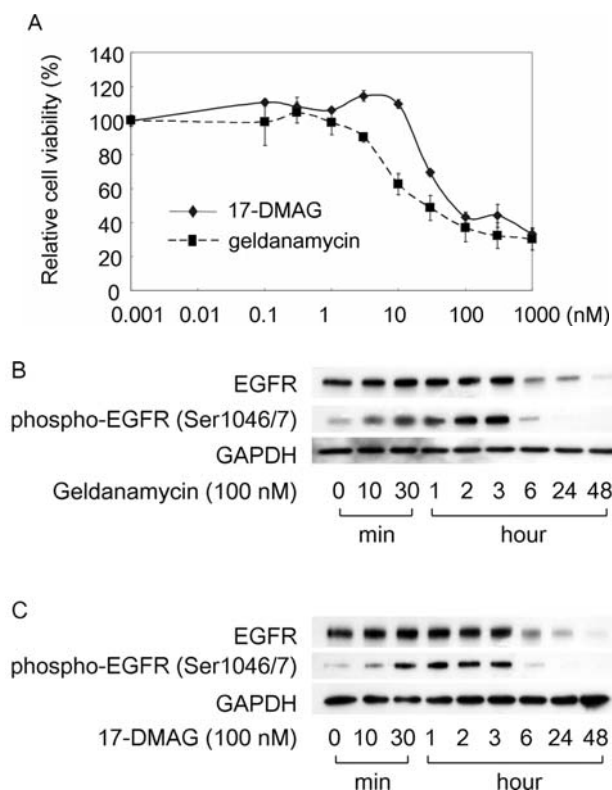 A
Relative cell viability (%)
140
120
100
80
60
40
20
0
17-DMAG
geldanamycin
0.001 0.01 0.1 1 10 100 1000 (nM)
B
EGFR
phospho-EGFR (Ser1046/7)
GAPDH
Geldanamycin (100 nM) 0 10 30 1 2 3 6 24 48
min hour
C
EGFR
phospho-EGFR (Ser1046/7)
GAPDH
17-DMAG (100 nM) 0 10 30 1 2 3 6 24 48
min hour